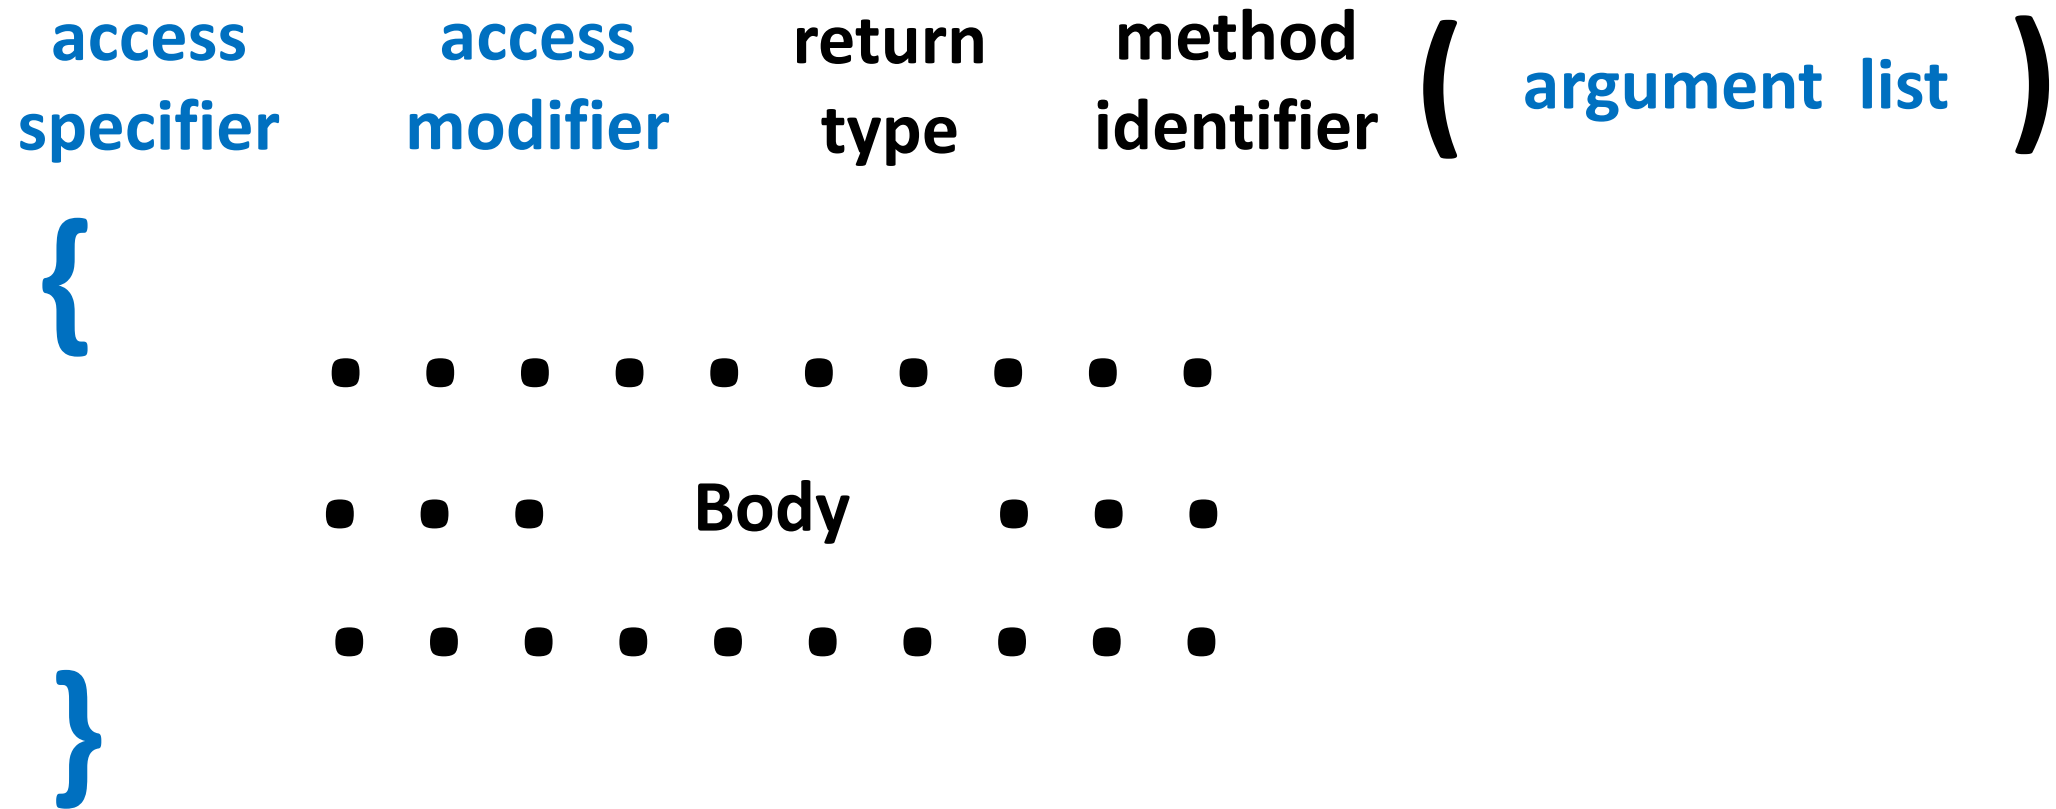 access access return method
specifier modifier type identifier ( argument list )
{
. . . . . . . . . .
. . . Body . . .
. . . . . . . . . .
}